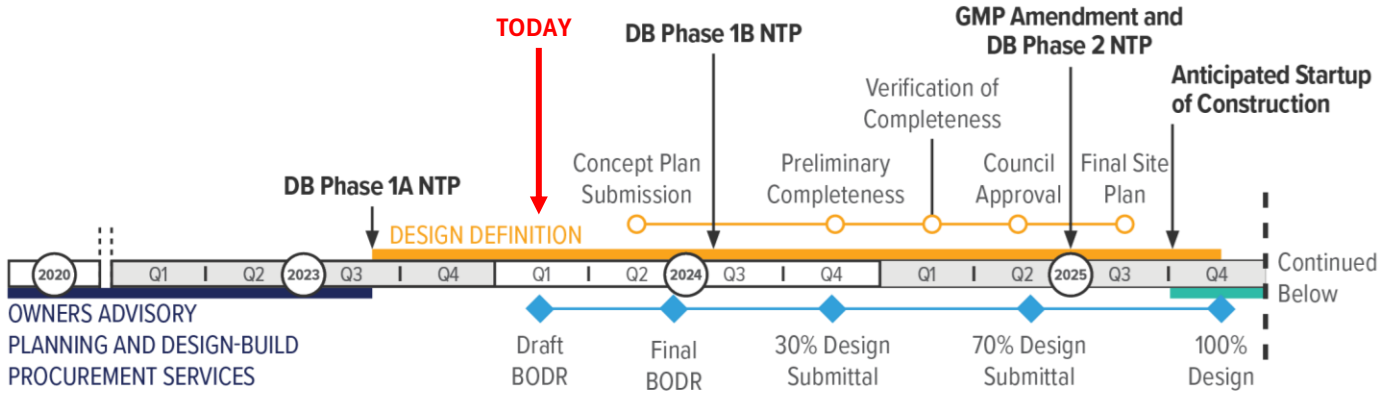 TODAY
DB Phase 1B NTP
GMP Amendment and
DB Phase 2 NTP
Anticipated Startup
of Construction
Verification of
Completeness
DB Phase 1A NTP
Concept Plan
Submission
Preliminary
Completeness
Council
Approval
Final Site
Plan
DESIGN DEFINITION
2020 Q1 Q2 2023 Q3 Q4 Q1 Q2 2024 Q3 Q4 Q1 Q2 2025 Q3 Q4
Continued
Below
OWNERS ADVISORY
PLANNING AND DESIGN-BUILD
PROCUREMENT SERVICES
Draft
BODR
Final
BODR
30% Design
Submittal
70% Design
Submittal
100%
Design